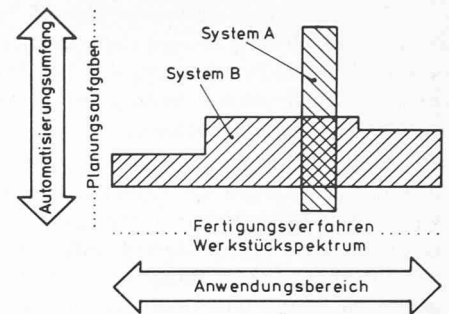 Automatisierungsumfang
Planungsaufgaben
System A
System B
Fertigungsverfahren
Werkstückspektrum
Anwendungsbereich